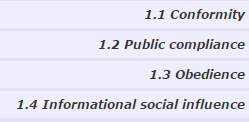 1.1 Conformity
1.2 Public compliance
1.3 Obedience
1.4 Informational social influence